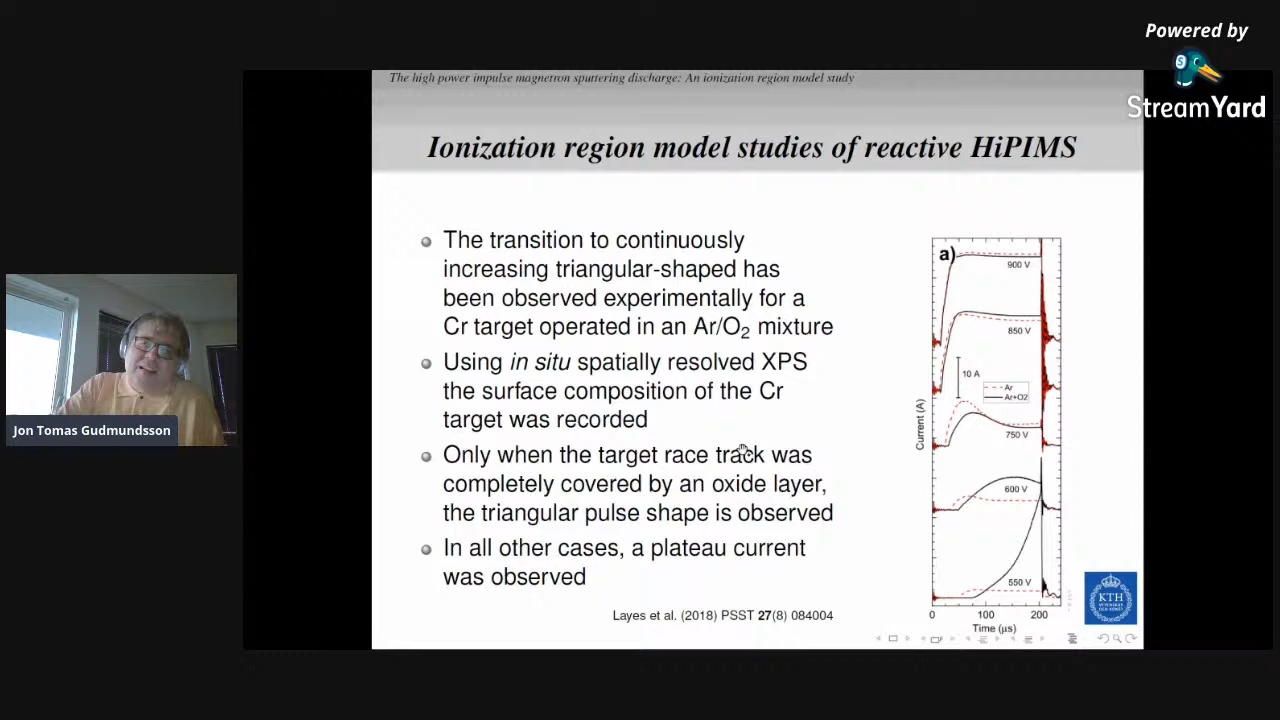 Powered by
StreamYard
The high power impulse magnetron sputtering discharge: An ionization region model study
Ionization region model studies of reactive HiPIMS
The transition to continuously
increasing triangular-shaped has
been observed experimentally for a
Cr target operated in an Ar/O2 mixture
Using in situ spatially resolved XPS
the surface composition of the Cr
target was recorded
Only when the target race track was
completely covered by an oxide layer,
the triangular pulse shape is observed
In all other cases, a plateau current
was observed
Layes et al. (2018) PSST 27(8) 084004
a)
900 V
850 V
10 A
Ar
Ar+O2
750 V
600 V
550 V
Current (A)
0 100 200
Time (µs)
KTH
Jon Tomas Gudmundsson